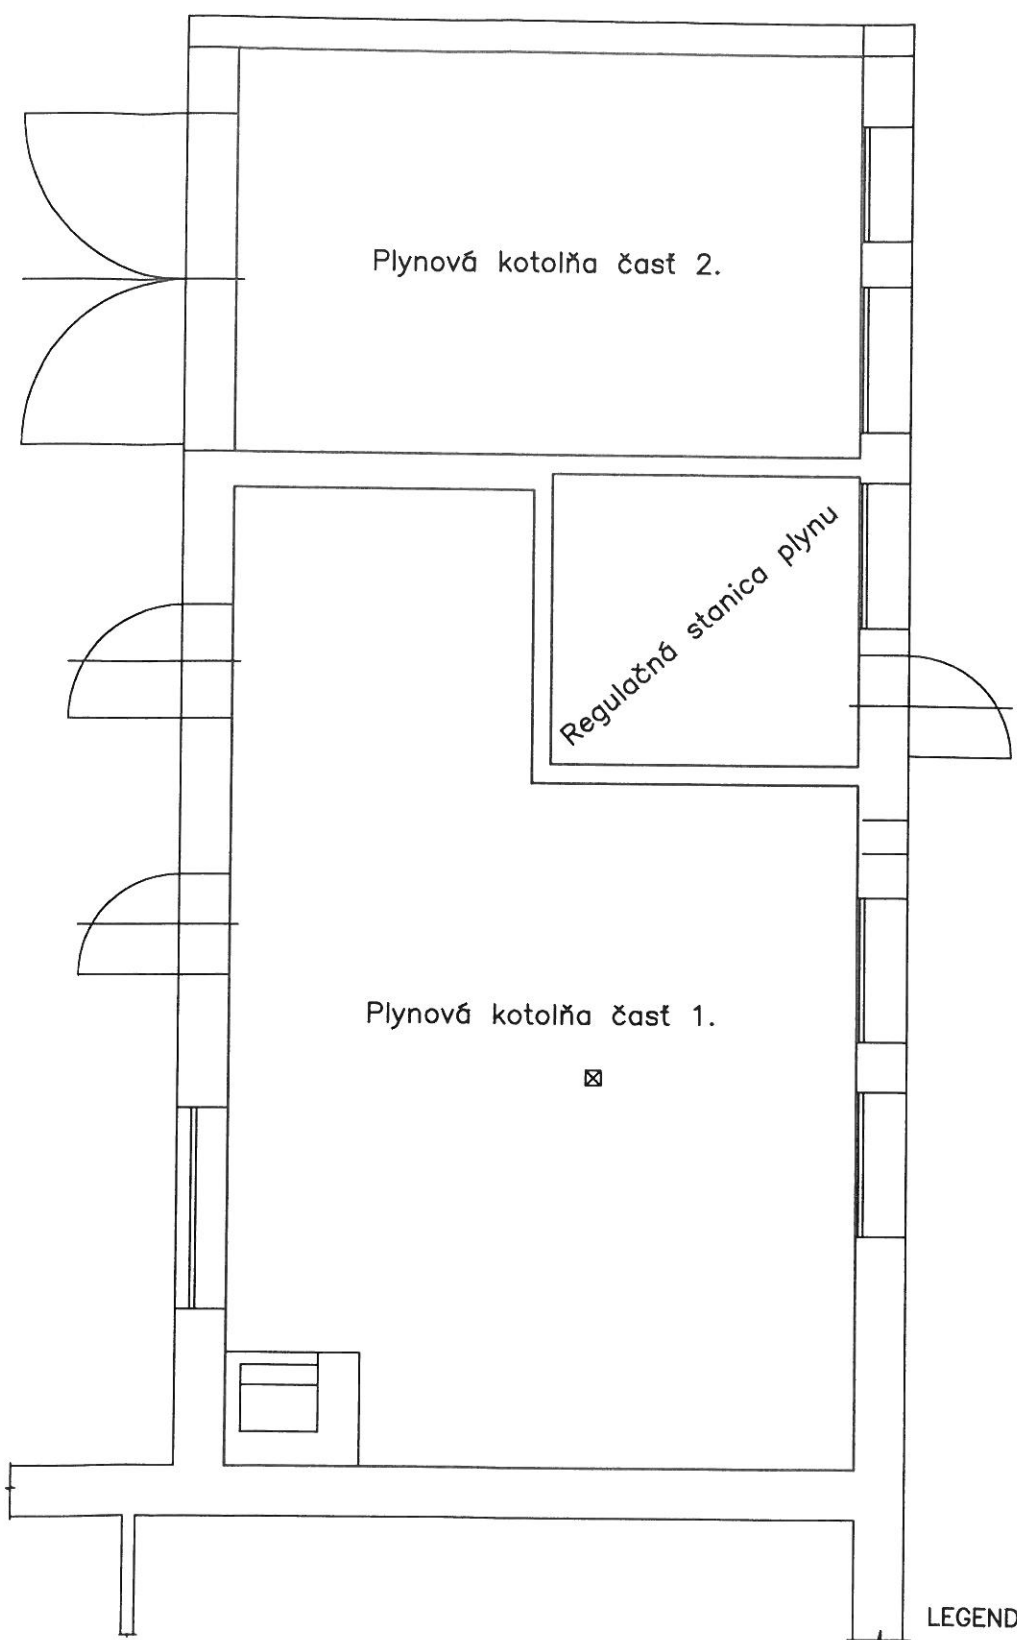 Plynová kotolňa časť 2.
Regulačná stanica plynu
Plynová kotolňa časť 1.
LEGEND